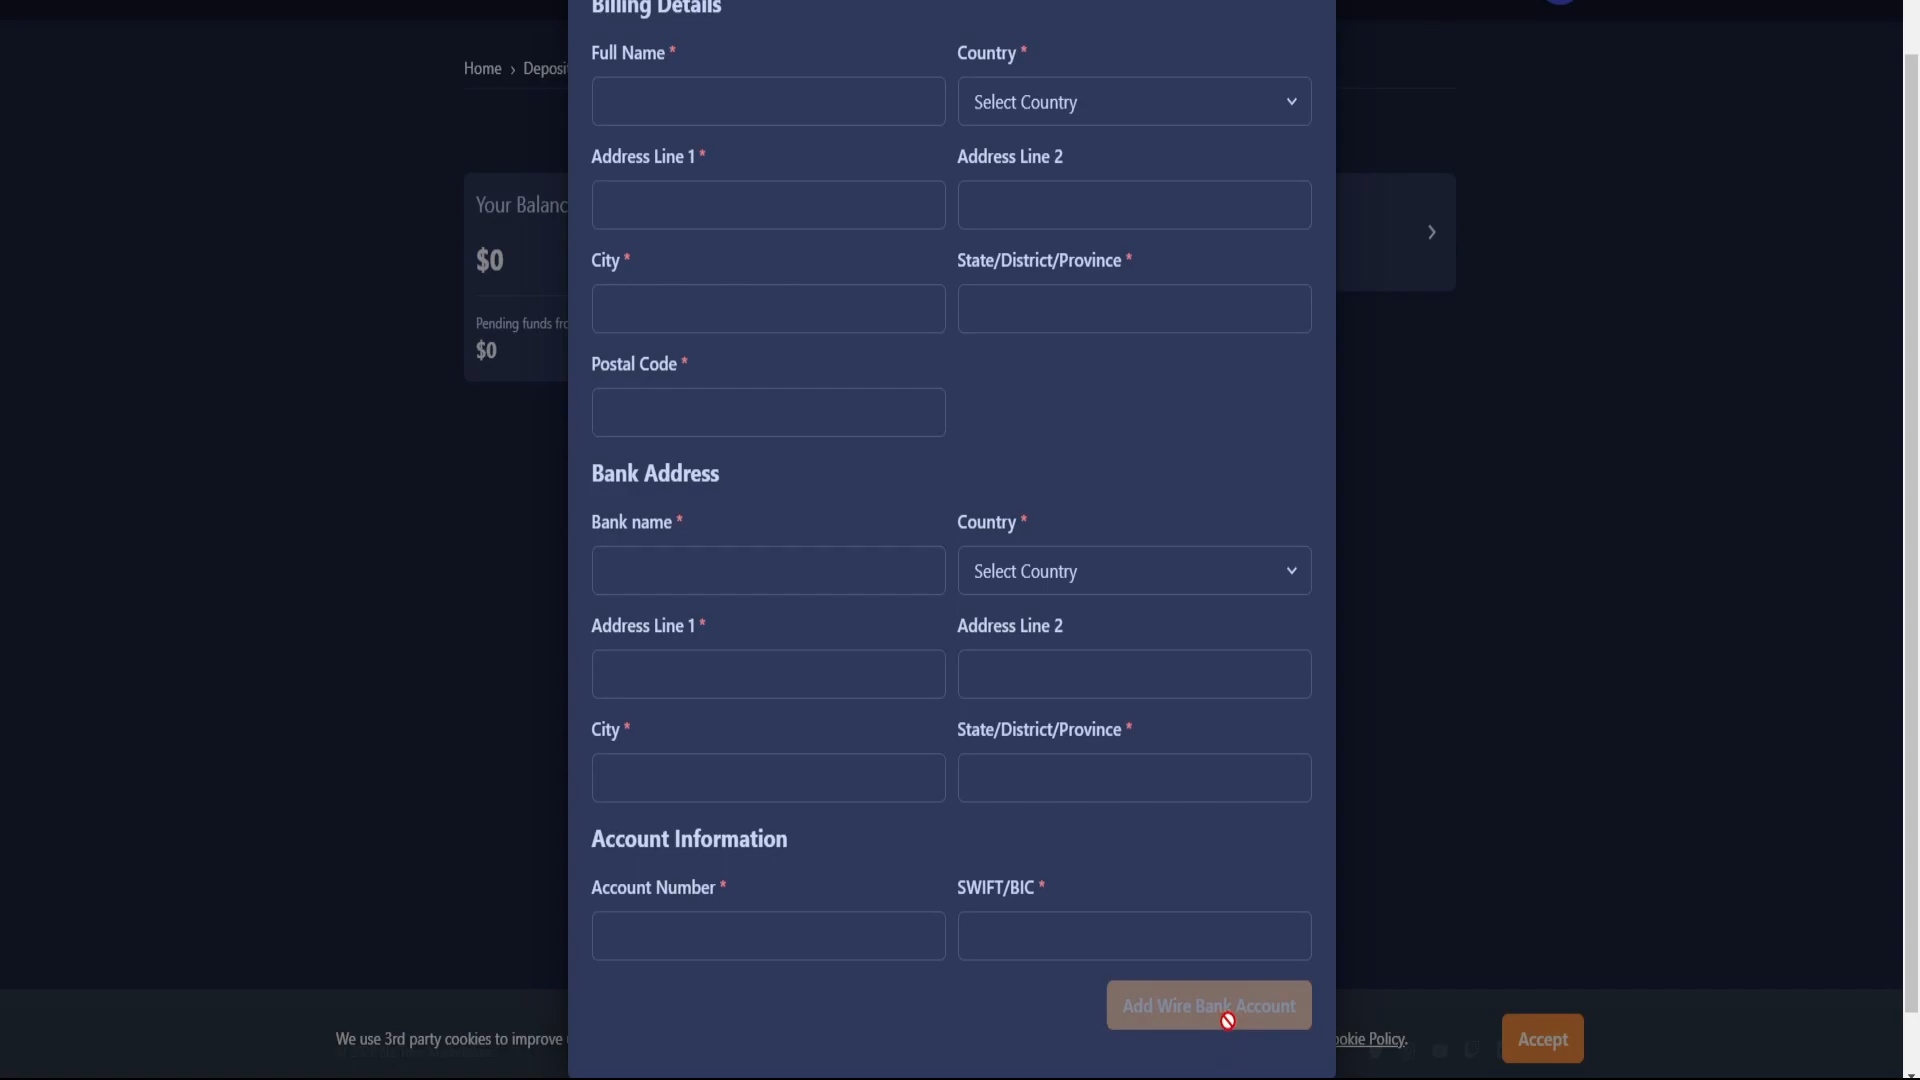 Billing Details
Full Name *
Country *
Home › Deposi
Select Country
Address Line 1 *
Address Line 2
Your Balanc
$0
City *
State/District/Province *
Pending funds fro
$0
Postal Code *
Bank Address
Bank name *
Country *
Select Country
Address Line 1 *
Address Line 2
City *
State/District/Province *
Account Information
Account Number *
SWIFT/BIC *
Add Wire Bank Account
We use 3rd party cookies to improve
ookie Policy.
Accept